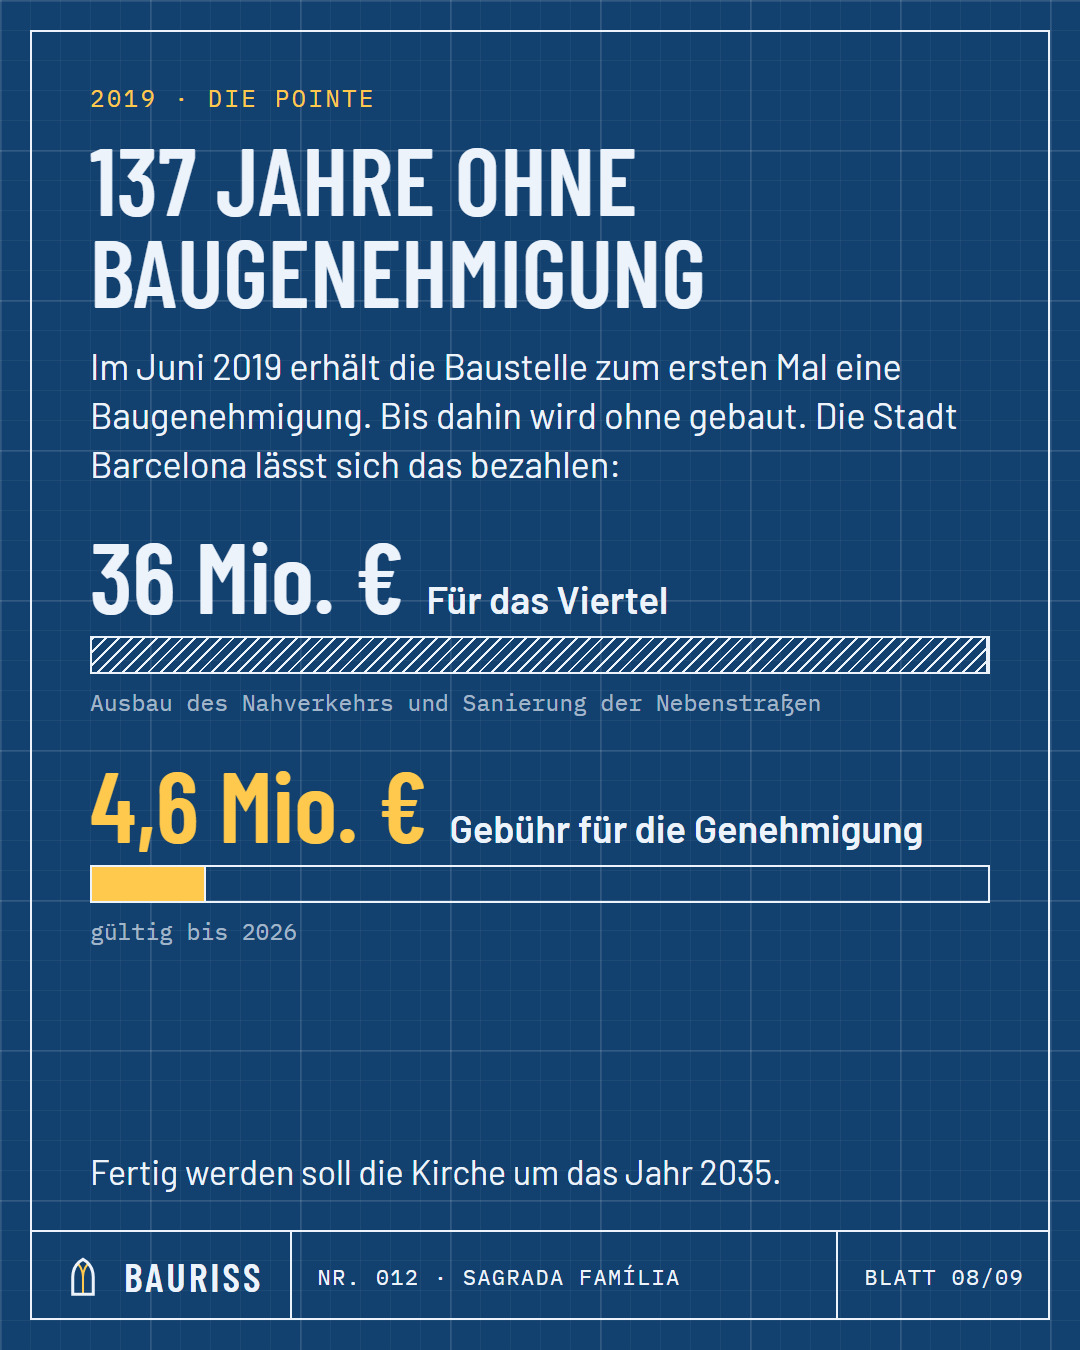 2019 · DIE POINTE
137 JAHRE OHNE
BAUGENEHMIGUNG
Im Juni 2019 erhält die Baustelle zum ersten Mal eine
Baugenehmigung. Bis dahin wird ohne gebaut. Die Stadt
Barcelona lässt sich das bezahlen:
36 Mio. € Für das Viertel
Ausbau des Nahverkehrs und Sanierung der Nebenstraßen
4,6 Mio. € Gebühr für die Genehmigung
gültig bis 2026
Fertig werden soll die Kirche um das Jahr 2035.
BAURISS
NR. 012 · SAGRADA FAMÍLIA
BLATT 08/09